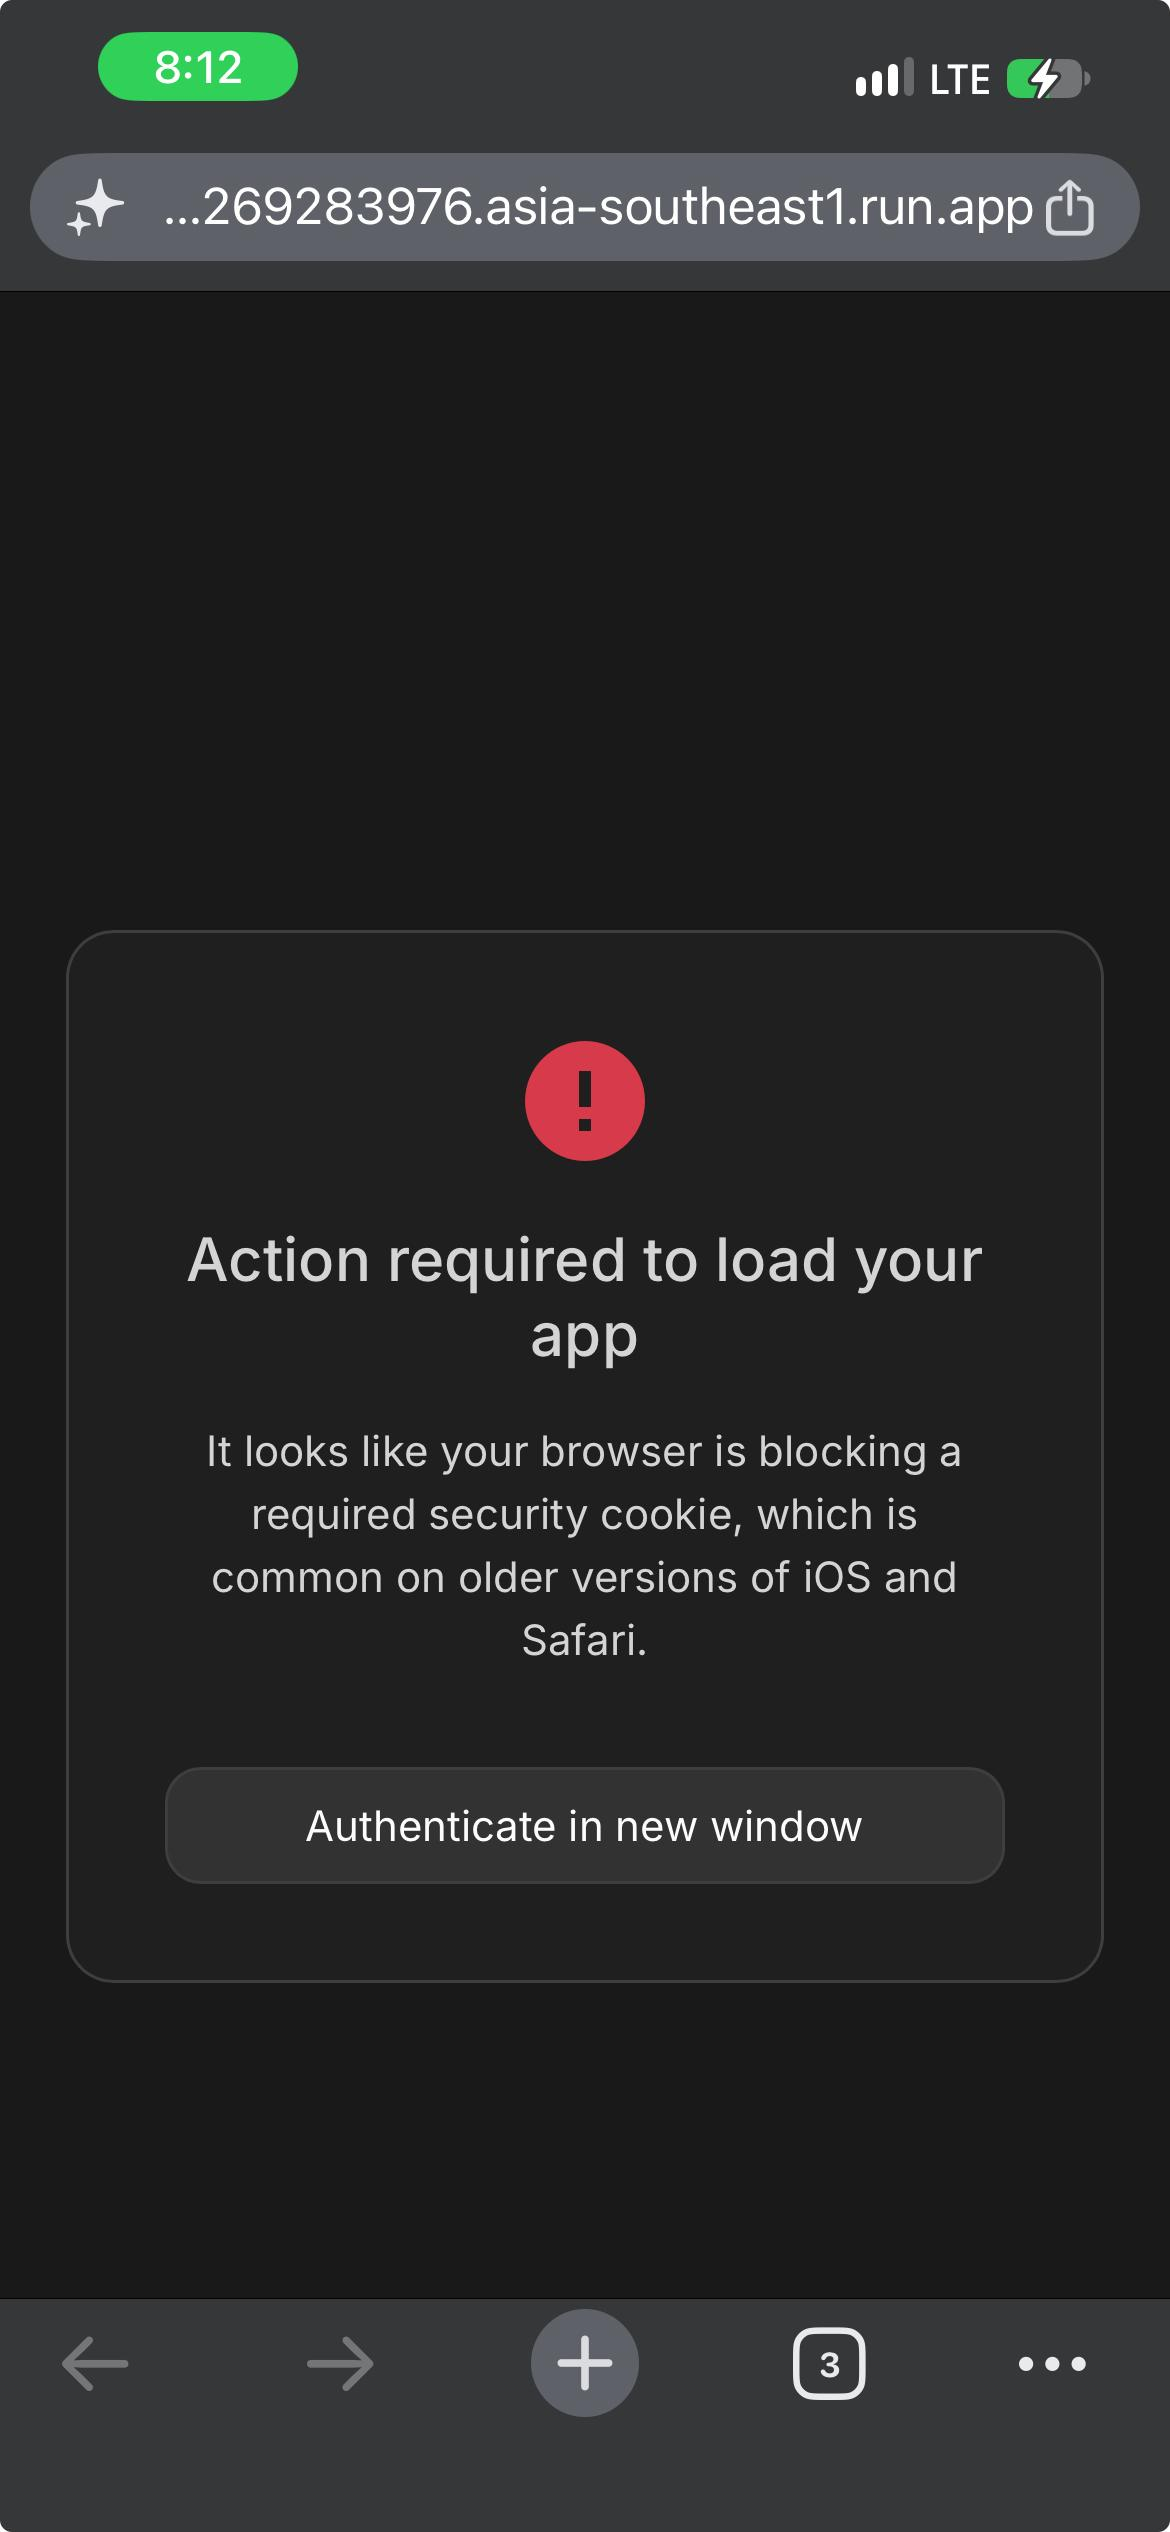 8:12
LTE
...269283976.asia-southeast1.run.app
Action required to load your
app
It looks like your browser is blocking a
required security cookie, which is
common on older versions of iOS and
Safari.
Authenticate in new window
3